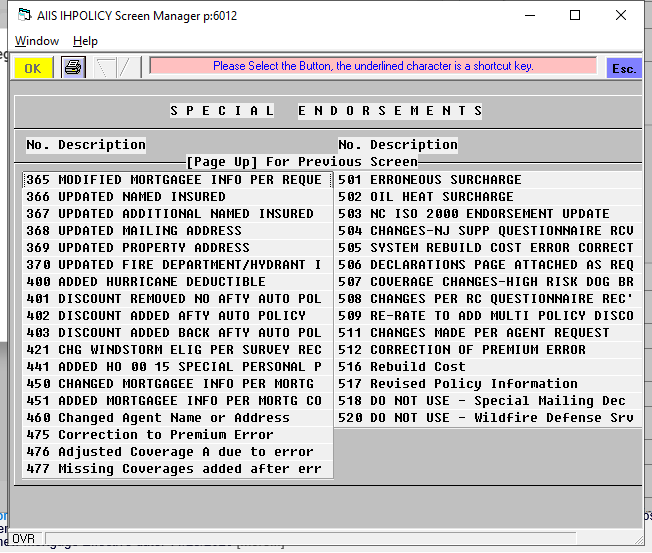 AIIS IHPOLICY Screen Manager p:6012
Window Help
OK Please Select the Button, the underlined character is a shortcut key. Esc.
S P E C I A L E N D O R S E M E N T S
No. Description No. Description
[Page Up] For Previous Screen
365 MODIFIED MORTGAGEE INFO PER REQUE
366 UPDATED NAMED INSURED
367 UPDATED ADDITIONAL NAMED INSURED
368 UPDATED MAILING ADDRESS
369 UPDATED PROPERTY ADDRESS
370 UPDATED FIRE DEPARTMENT/HYDRANT I
400 ADDED HURRICANE DEDUCTIBLE
401 DISCOUNT REMOVED NO AFTY AUTO POL
402 DISCOUNT ADDED AFTY AUTO POLICY
403 DISCOUNT ADDED BACK AFTY AUTO POL
421 CHG WINDSTORM ELIG PER SURVEY REC
441 ADDED HO 00 15 SPECIAL PERSONAL P
450 CHANGED MORTGAGEE INFO PER MORTG
451 ADDED MORTGAGEE INFO PER MORTG CO
460 Changed Agent Name or Address
475 Correction to Premium Error
476 Adjusted Coverage A due to error
477 Missing Coverages added after err
501 ERRONEOUS SURCHARGE
502 OIL HEAT SURCHARGE
503 NC ISO 2000 ENDORSEMENT UPDATE
504 CHANGES-NJ SUPP QUESTIONNAIRE RCV
505 SYSTEM REBUILD COST ERROR CORRECT
506 DECLARATIONS PAGE ATTACHED AS REQ
507 COVERAGE CHANGES-HIGH RISK DOG BR
508 CHANGES PER RC QUESTIONNAIRE REC'
509 RE-RATE TO ADD MULTI POLICY DISCO
511 CHANGES MADE PER AGENT REQUEST
512 CORRECTION OF PREMIUM ERROR
516 Rebuild Cost
517 Revised Policy Information
518 DO NOT USE - Special Mailing Dec
520 DO NOT USE - Wildfire Defense Srv
OVR